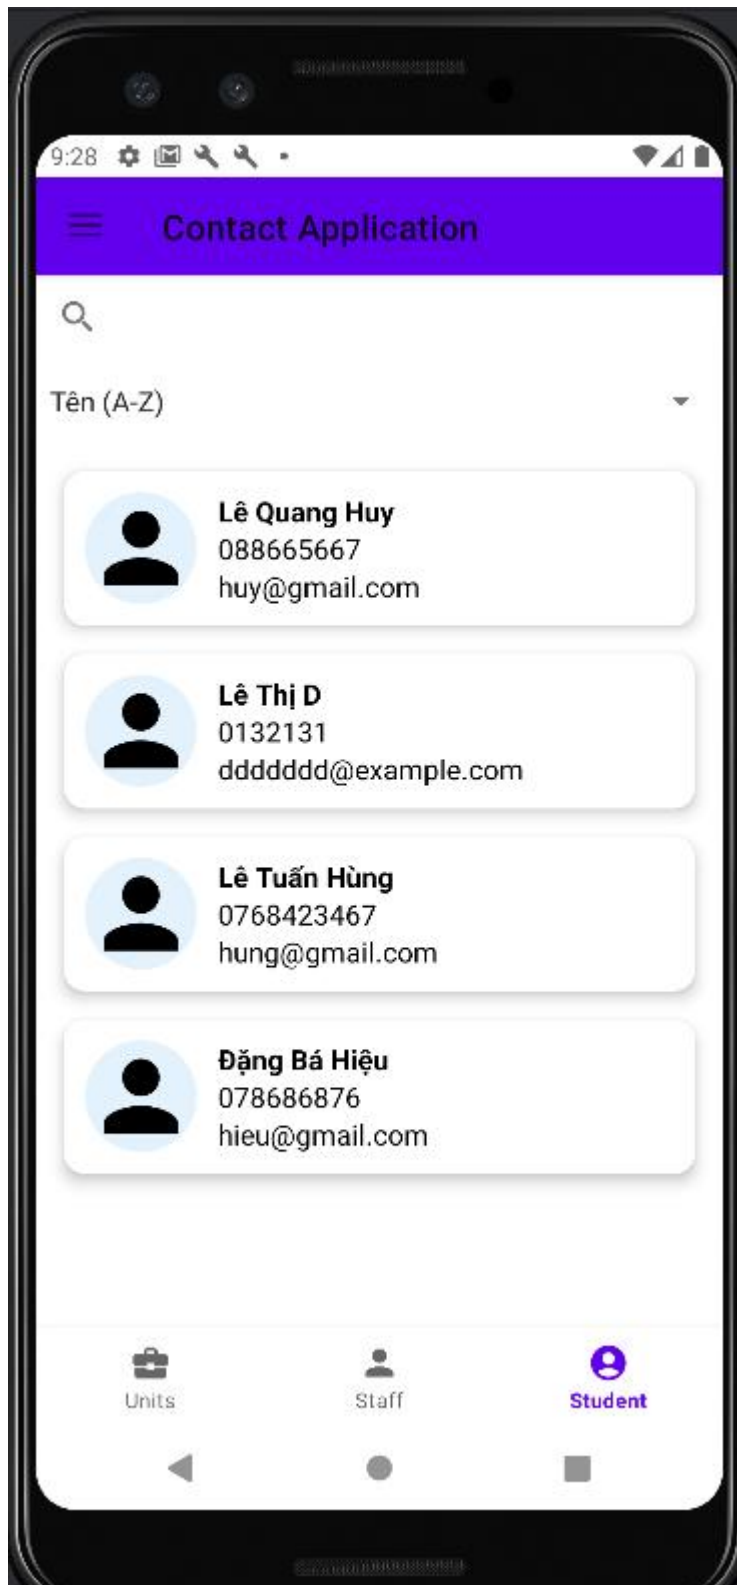 9:28
Contact Application
Tên (A-Z)
Lê Quang Huy
088665667
huy@gmail.com
Lê Thị D
0132131
ddddddd@example.com
Lê Tuấn Hùng
0768423467
hung@gmail.com
Đặng Bá Hiệu
078686876
hieu@gmail.com
Units
Staff
Student